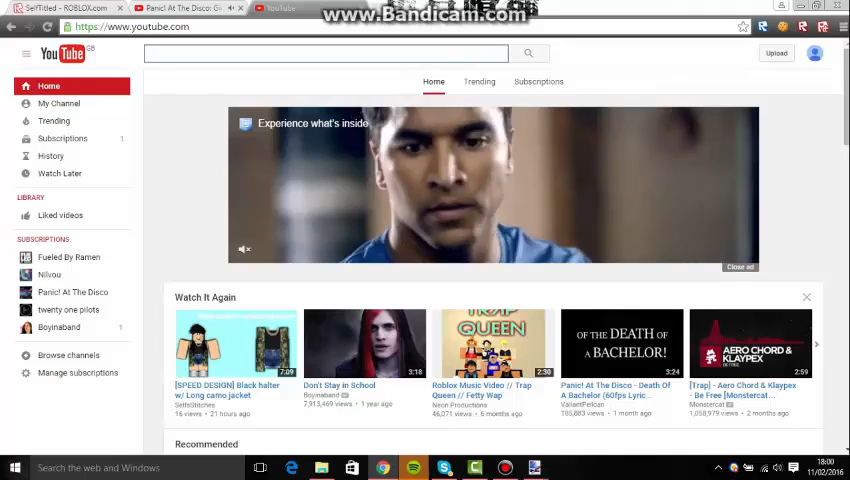 SelfTitled - ROBLOX.com
Panic! At The Disco: Gi
YouTube
www.Bandicam.com
https://www.youtube.com
YouTube GB
Upload
Home
Trending
Subscriptions
Home
My Channel
Trending
Subscriptions 1
History
Watch Later
LIBRARY
Liked videos
SUBSCRIPTIONS
Fueled By Ramen
Nilvou
Panic! At The Disco
twenty one pilots
Boyinaband 1
Browse channels
Manage subscriptions
Experience what's inside
Close ad
Watch It Again
7:09
3:18
TRAP
QUEEN
2:30
OF THE DEATH OF
A BACHELOR!
3:24
AERO CHORD &
KLAYPEX
BE FREE
2:59
[SPEED DESIGN] Black halter
w/ Long camo jacket
SelfsStitches
16 views · 21 hours ago
Don't Stay in School
Boyinaband
7,913,469 views · 1 year ago
Roblox Music Video // Trap
Queen // Fetty Wap
Neon Productions
46,071 views · 6 months ago
Panic! At The Disco - Death Of
A Bachelor (60fps Lyric...
ValiantPelican
185,883 views · 1 month ago
[Trap] - Aero Chord & Klaypex
- Be Free [Monstercat...
Monstercat
1,058,979 views · 2 months ago
Recommended
Search the web and Windows
18:00
11/02/2016